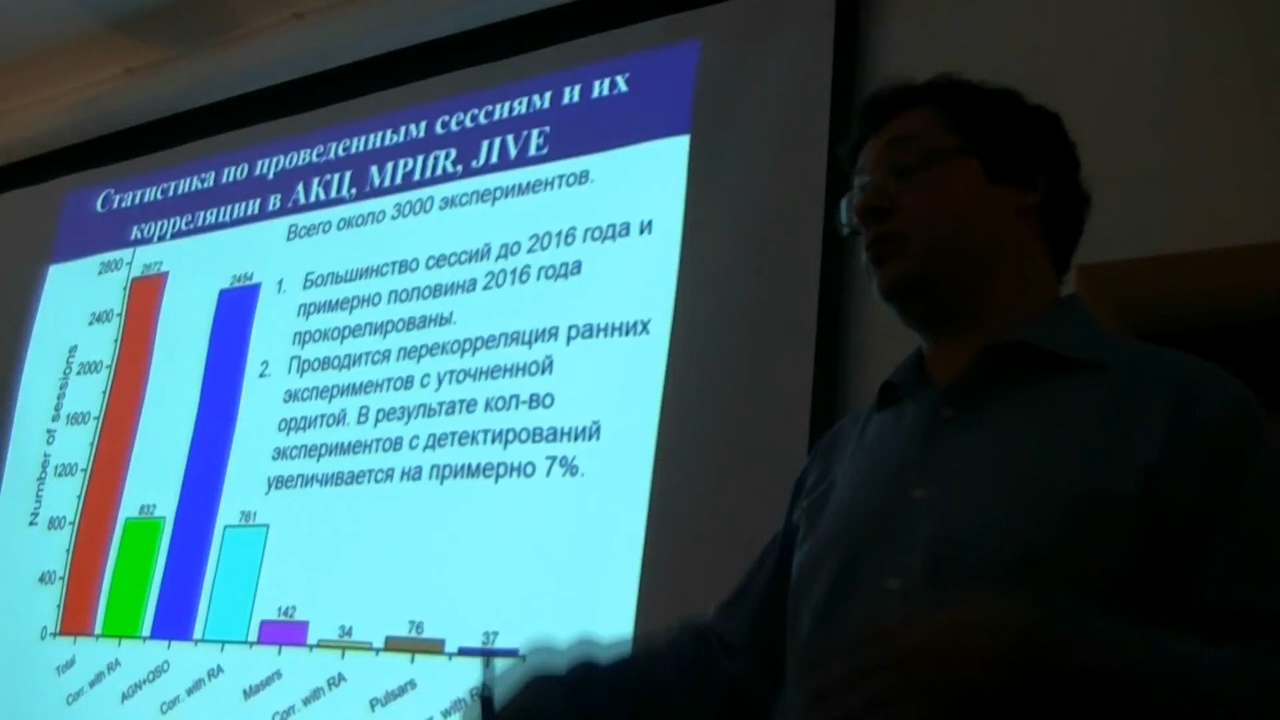 Статистика по проведенным сессиям и их
корреляции в АКЦ, MPIfR, JIVE
Всего около 3000 экспериментов.
1. Большинство сессий до 2016 года и
примерно половина 2016 года
прокорелированы.
2. Проводится перекорреляция ранних
экспериментов с уточненной
ордитой. В результате кол-во
экспериментов с детектирований
увеличивается на примерно 7%.
Number of sessions
2800
2400
2000
1600
1200
800
400
0
2672
832
2454
761
142
34
76
37
Total
Corr. with RA
AGN+QSO
Corr. with RA
Masers
Corr. with RA
Pulsars
with